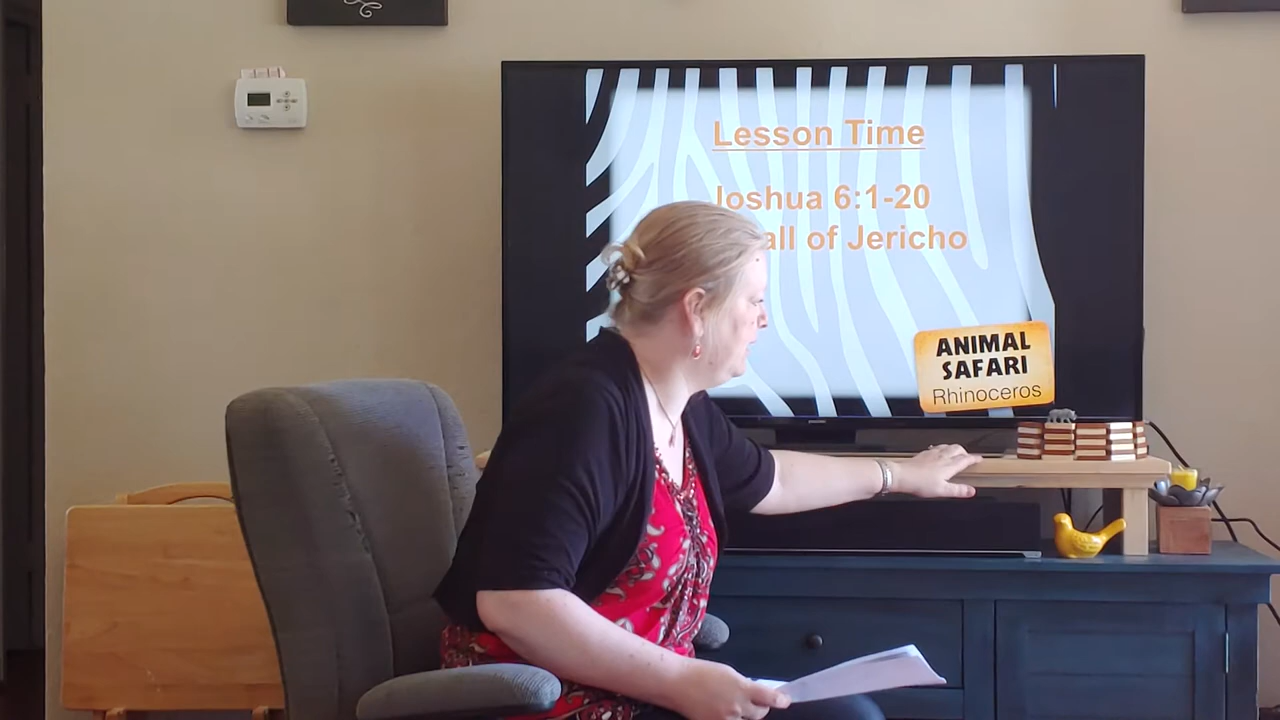 Lesson Time
Joshua 6:1-20
all of Jericho
ANIMAL
SAFARI
Rhinoceros